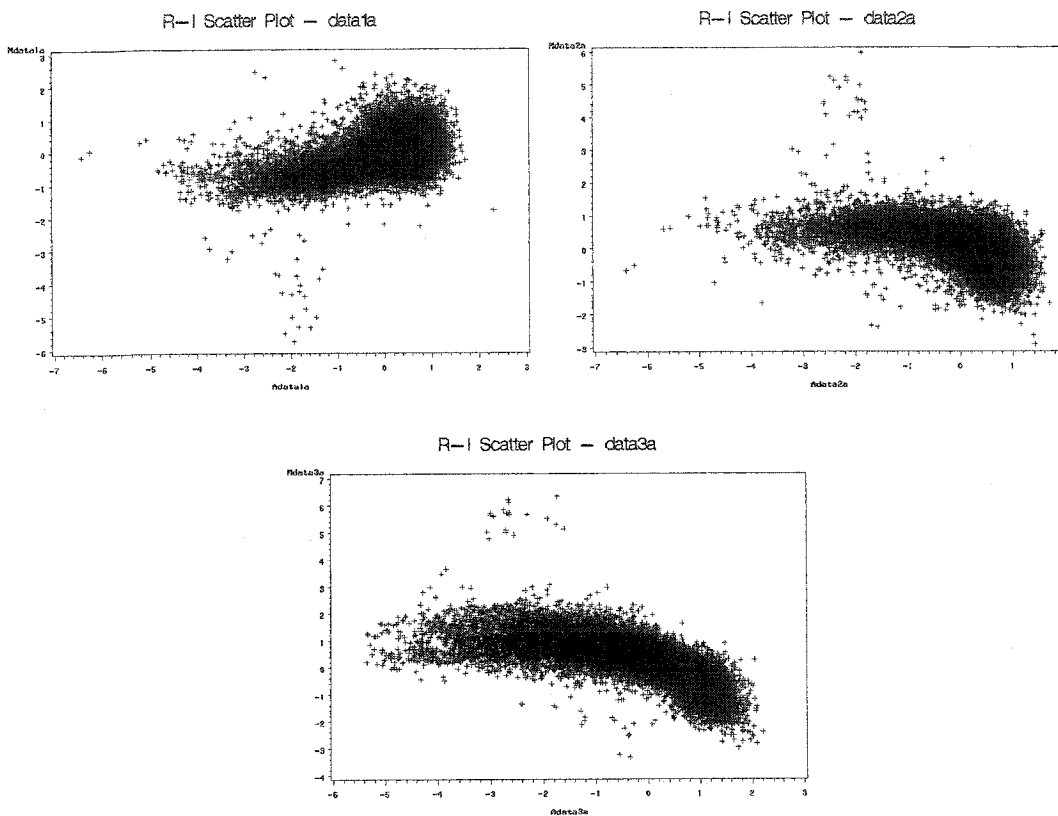 R-I Scatter Plot - data1a
Mdata1a
3
2
1
0
-1
-2
-3
-4
-5
-6
-7 -6 -5 -4 -3 -2 -1 0 1 2 3
Adata1a
R-I Scatter Plot - data2a
Mdata2a
6
5
4
3
2
1
0
-1
-2
-3
-7 -6 -5 -4 -3 -2 -1 0 1
Adata2a
R-I Scatter Plot - data3a
Mdata3a
7
6
5
4
3
2
1
0
-1
-2
-3
-4
-6 -5 -4 -3 -2 -1 0 1 2 3
Adata3a